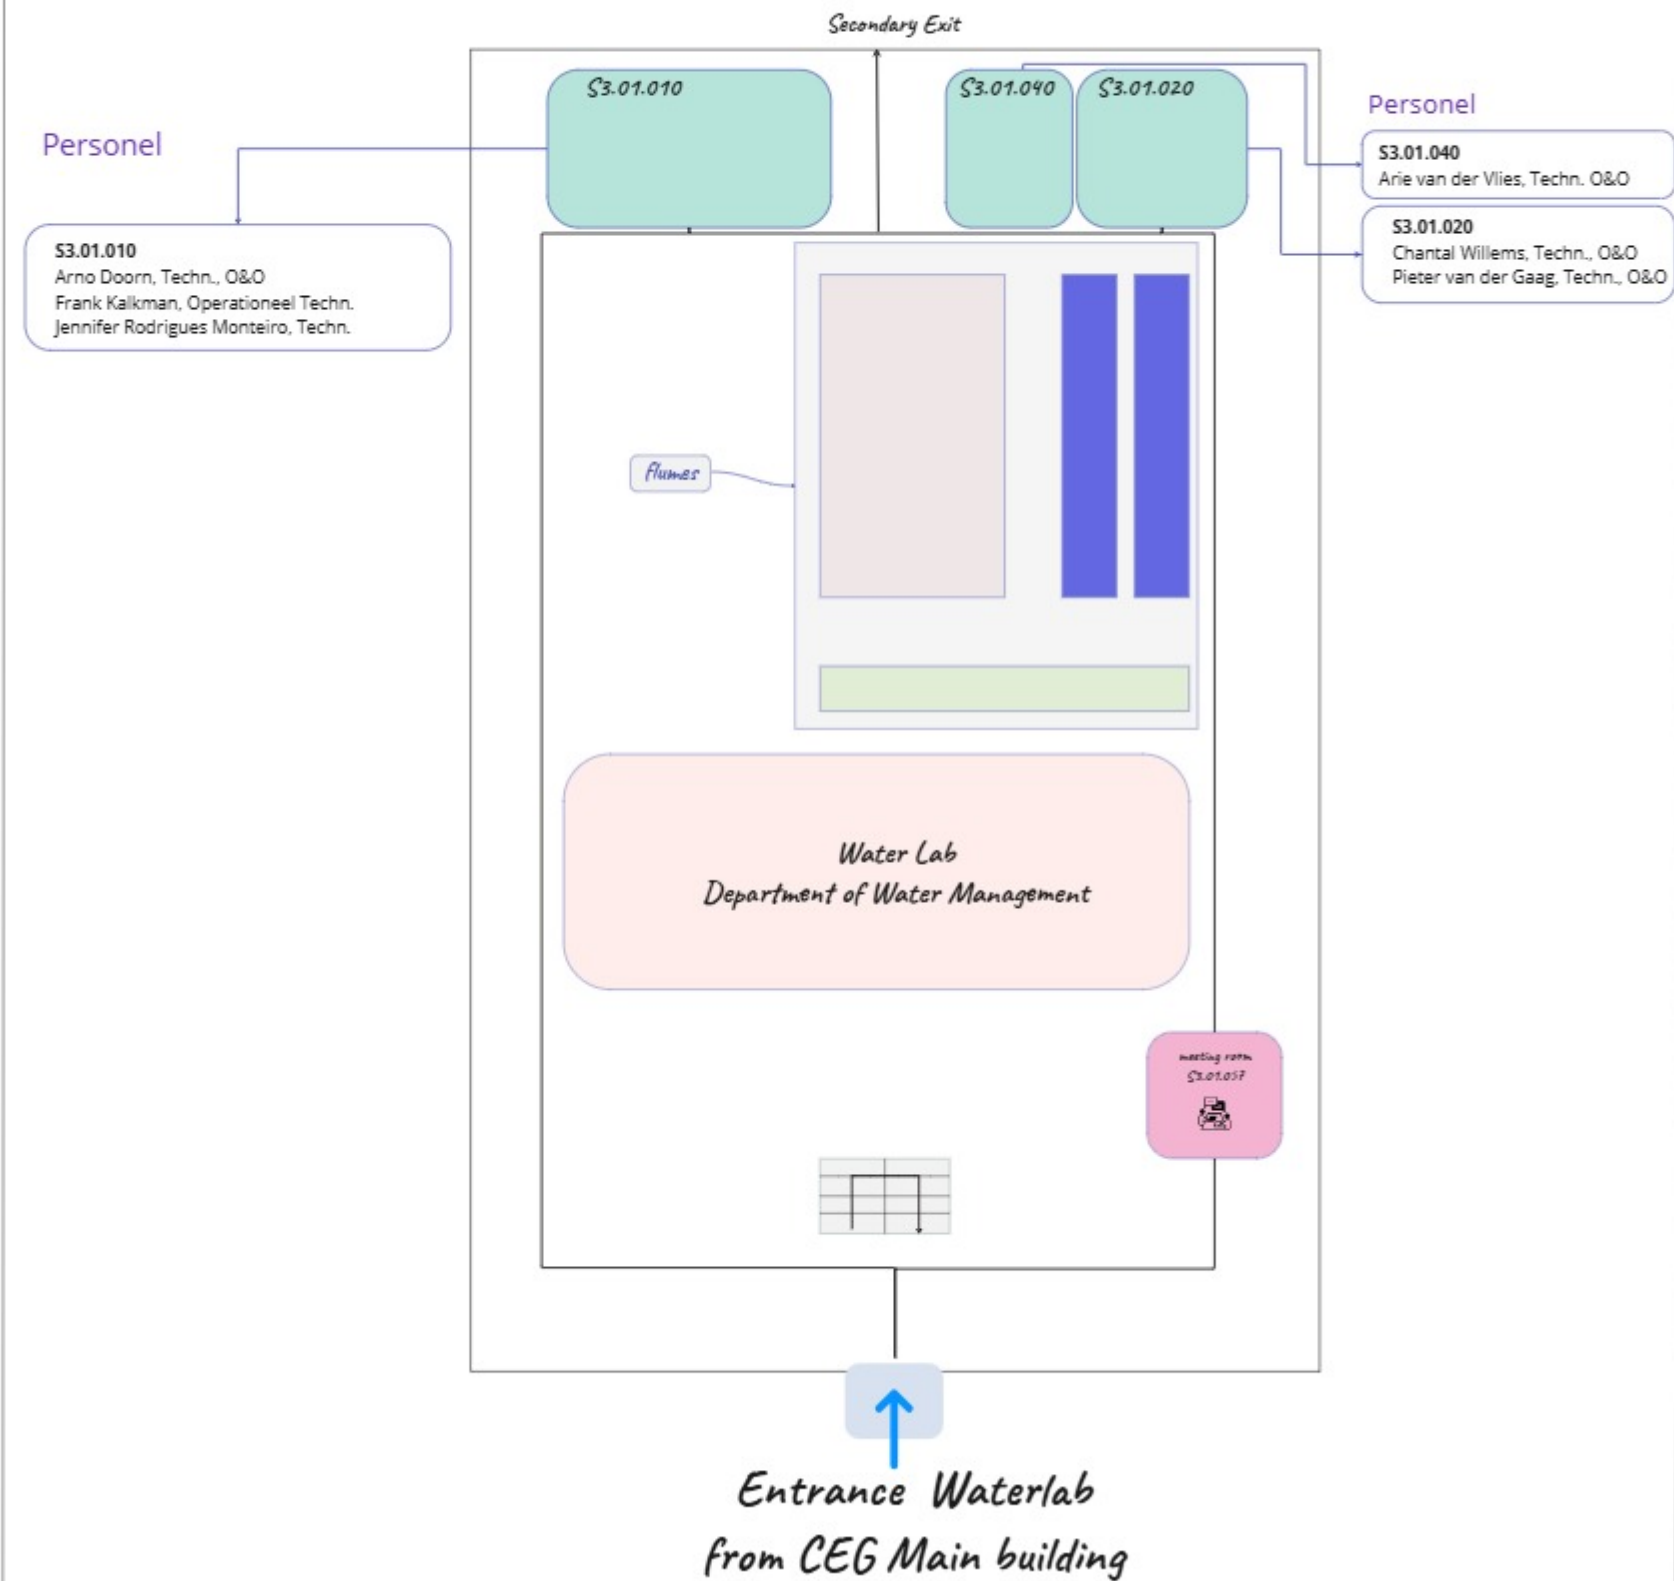 Secondary Exit
S3.01.010
S3.01.040
S3.01.020
Personel
Personel
S3.01.040
Arie van der Vlies, Techn. O&O
S3.01.020
Chantal Willems, Techn., O&O
Pieter van der Gaag, Techn., O&O
S3.01.010
Arno Doorn, Techn., O&O
Frank Kalkman, Operationeel Techn.
Jennifer Rodrigues Monteiro, Techn.
flumes
Water Lab
Department of Water Management
meeting room
S3.01.057
Entrance Waterlab
from CEG Main building